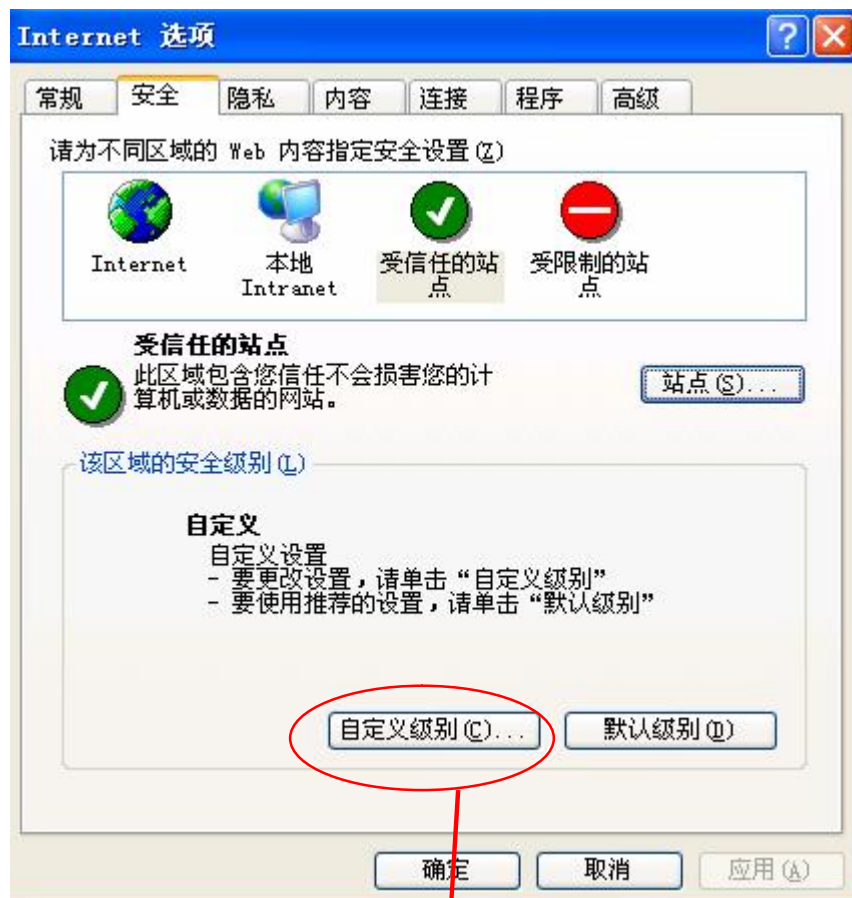 Internet 选项
常规 安全 隐私 内容 连接 程序 高级
请为不同区域的 Web 内容指定安全设置(Z)
Internet
本地
Intranet
受信任的站
点
受限制的站
点
受信任的站点
此区域包含您信任不会损害您的计
算机或数据的网站。
站点(S)...
该区域的安全级别(L)
自定义
自定义设置
- 要更改设置，请单击“自定义级别”
- 要使用推荐的设置，请单击“默认级别”
自定义级别(C)... 默认级别(D)
确定 取消 应用(A)